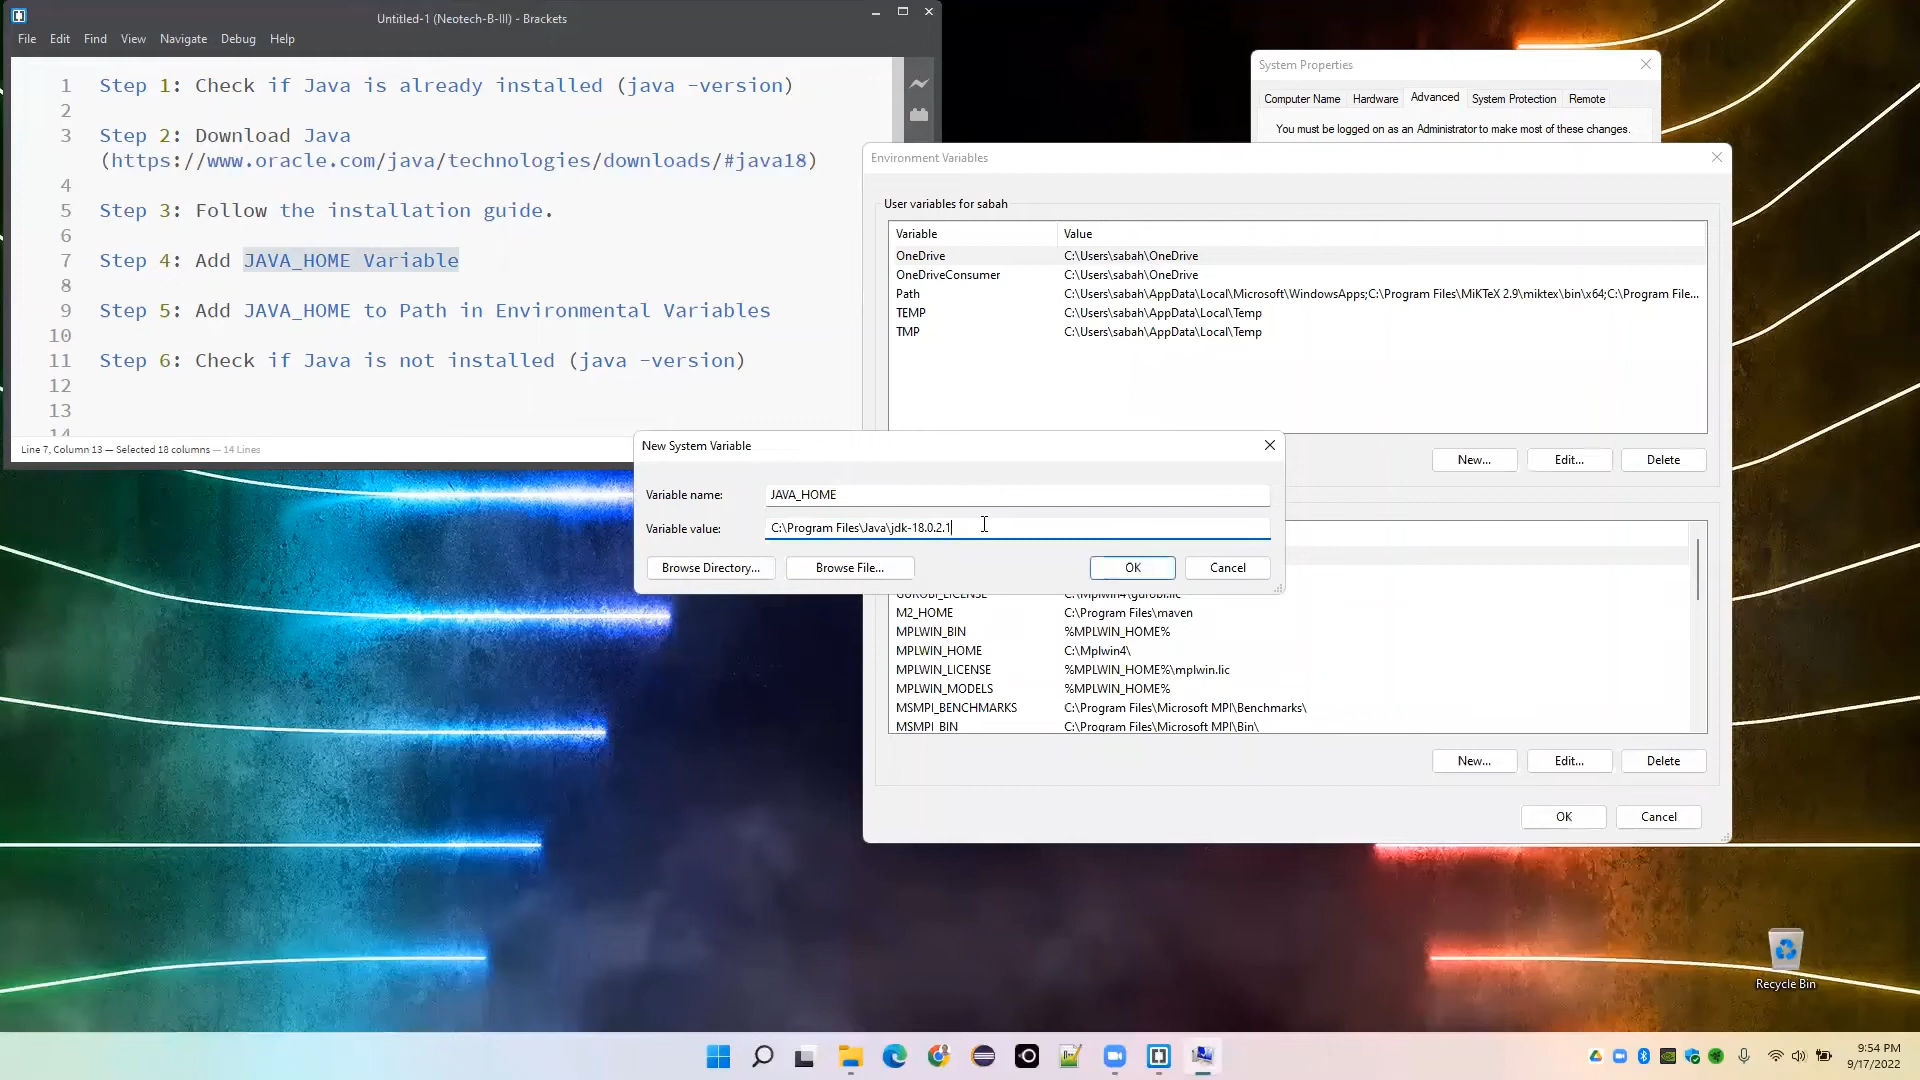 Untitled-1 (Neotech-B-III) - Brackets
File Edit Find View Navigate Debug Help
1 Step 1: Check if Java is already installed (java -version)
2
3 Step 2: Download Java
(https://www.oracle.com/java/technologies/downloads/#java18)
4
5 Step 3: Follow the installation guide.
6
7 Step 4: Add JAVA_HOME Variable
8
9 Step 5: Add JAVA_HOME to Path in Environmental Variables
10
11 Step 6: Check if Java is not installed (java -version)
12
13
14
Line 7, Column 13 — Selected 18 columns — 14 Lines
System Properties
Computer Name Hardware Advanced System Protection Remote
You must be logged on as an Administrator to make most of these changes.
Environment Variables
User variables for sabah
Variable Value
OneDrive C:\Users\sabah\OneDrive
OneDriveConsumer C:\Users\sabah\OneDrive
Path C:\Users\sabah\AppData\Local\Microsoft\WindowsApps;C:\Program Files\MiKTeX 2.9\miktex\bin\x64;C:\Program File...
TEMP C:\Users\sabah\AppData\Local\Temp
TMP C:\Users\sabah\AppData\Local\Temp
New... Edit... Delete
New System Variable
Variable name: JAVA_HOME
Variable value: C:\Program Files\Java\jdk-18.0.2.1
Browse Directory... Browse File... OK Cancel
GUROBI_LICENSE C:\Mplwin4\gurobi.lic
M2_HOME C:\Program Files\maven
MPLWIN_BIN %MPLWIN_HOME%
MPLWIN_HOME C:\Mplwin4\
MPLWIN_LICENSE %MPLWIN_HOME%\mplwin.lic
MPLWIN_MODELS %MPLWIN_HOME%
MSMPI_BENCHMARKS C:\Program Files\Microsoft MPI\Benchmarks\
MSMPI_BIN C:\Program Files\Microsoft MPI\Bin\
New... Edit... Delete
OK Cancel
Recycle Bin
9:54 PM
9/17/2022